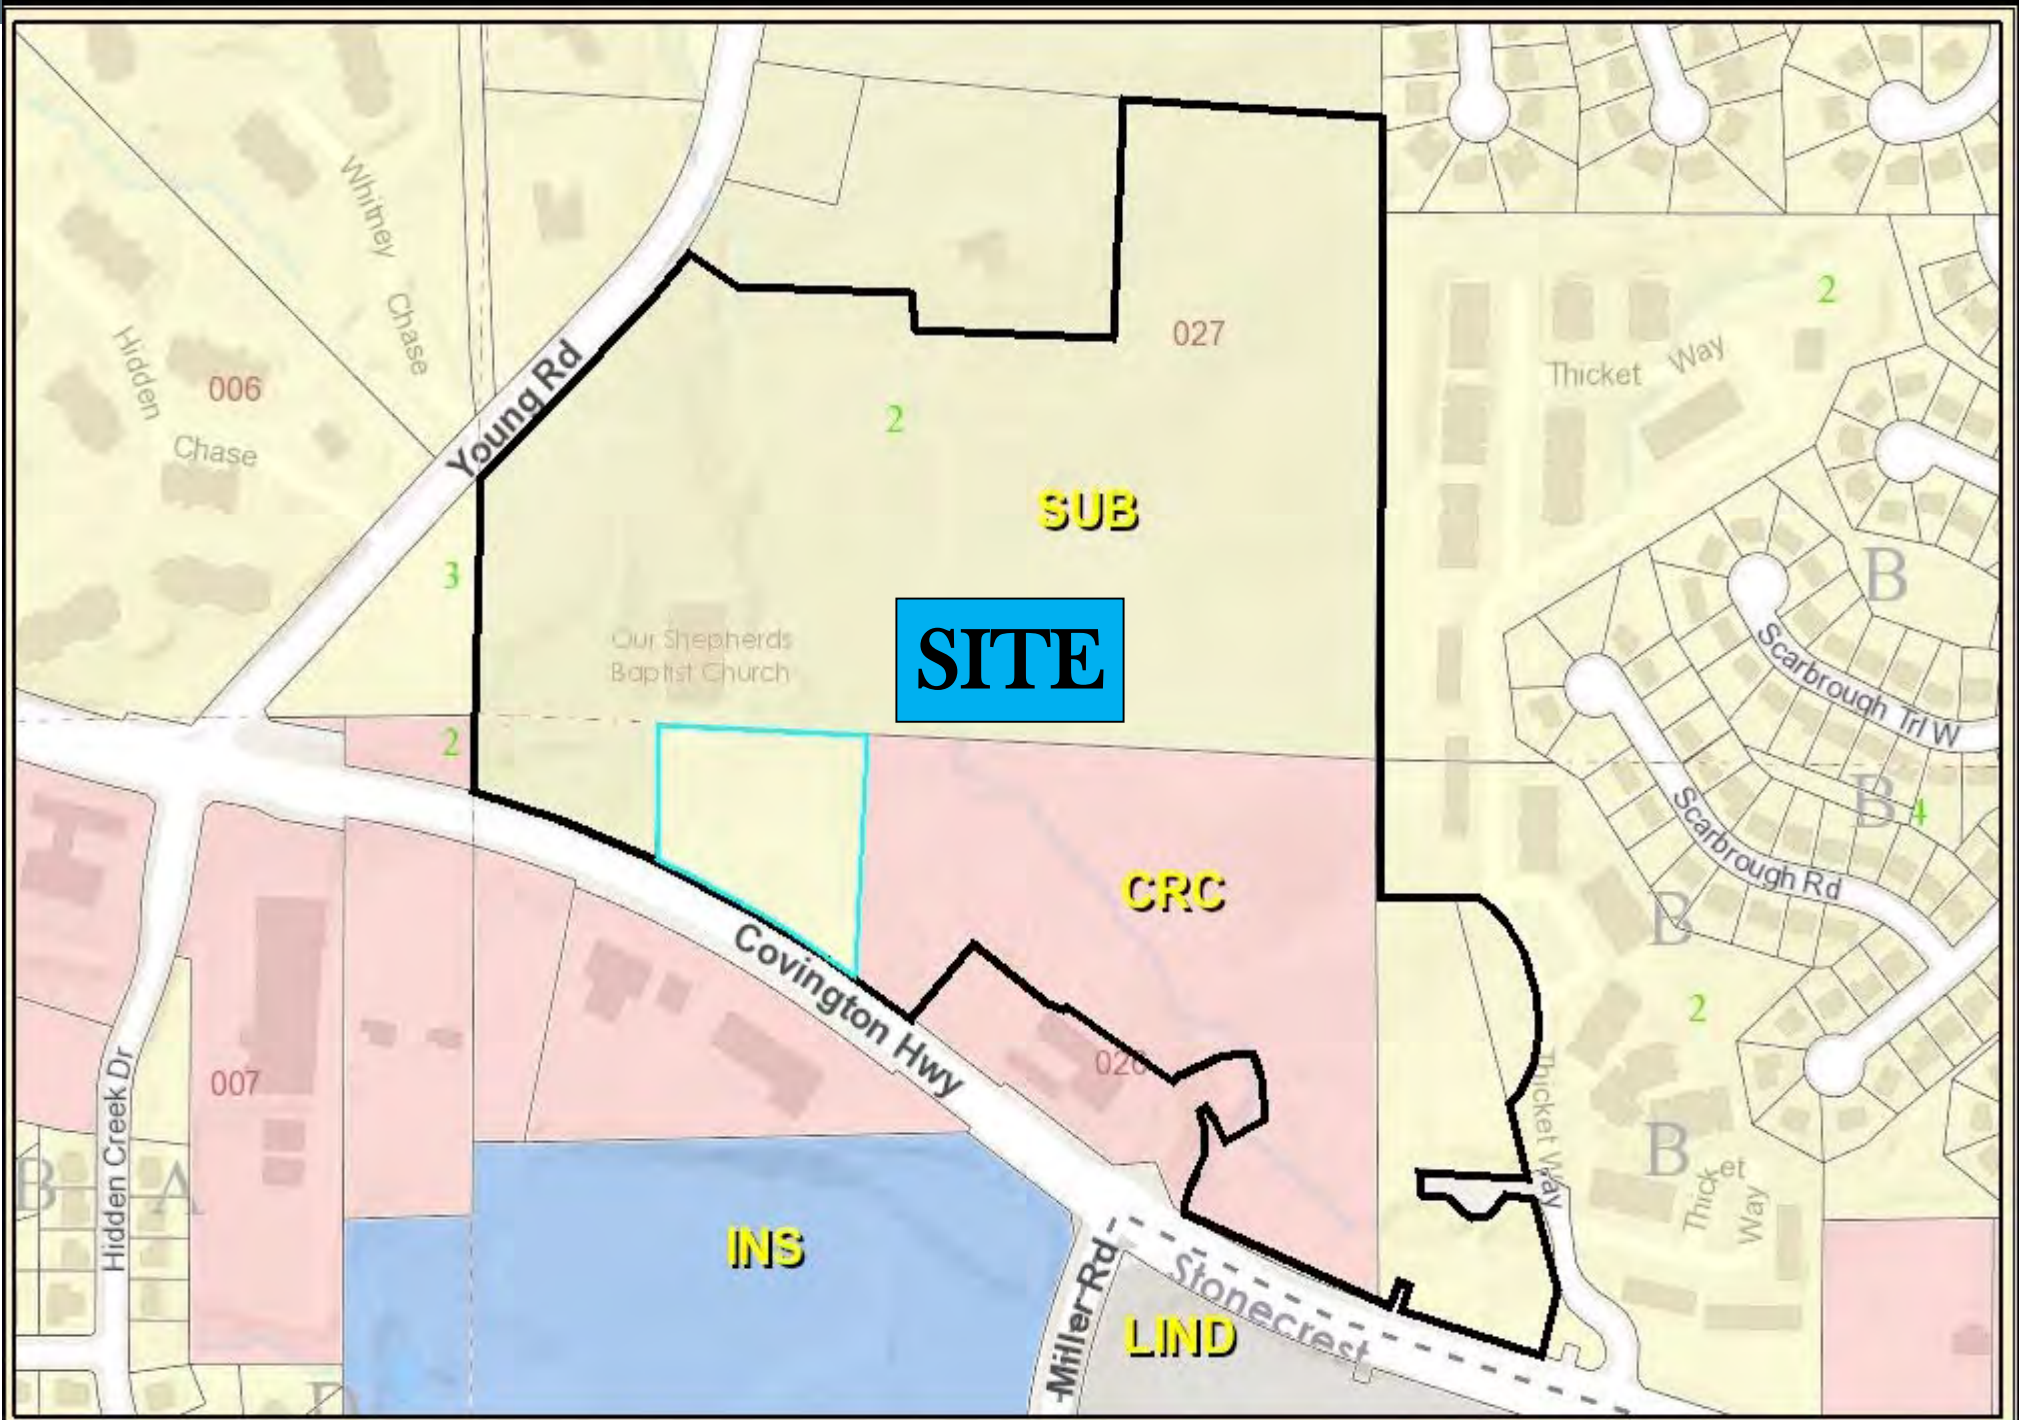 Whitney
Chase
Hidden
Chase
006
Young Rd
027
2
2
Thicket Way
SUB
3
B
Our Shepherds
Baptist Church
SITE
Scarbrough Trl W
2
B
4
Scarbrough Rd
CRC
B
Covington Hwy
2
007
Hidden Creek Dr
Thicket Way
B
A
B
Thicket
Way
INS
Miller Rd
Stonecrest
LIND